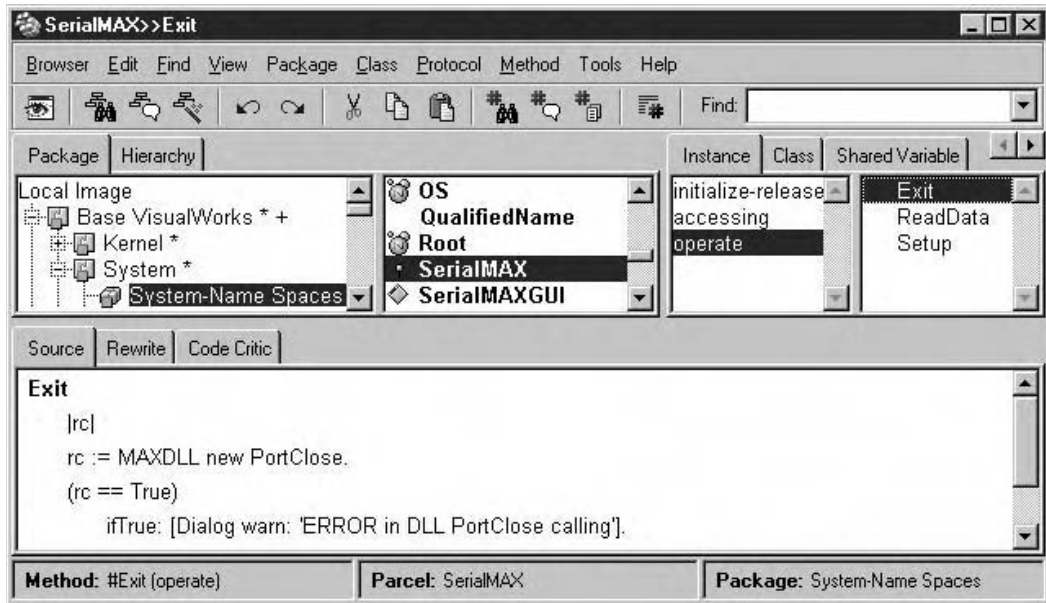 SerialMAX>>Exit
Browser Edit Find View Package Class Protocol Method Tools Help
Find:
Package Hierarchy Instance Class Shared Variable
Local Image
Base VisualWorks * +
Kernel *
System *
System-Name Spaces
OS
QualifiedName
Root
SerialMAX
SerialMAXGUI
initialize-release
accessing
operate
Exit
ReadData
Setup
Source Rewrite Code Critic
Exit
|rc|
rc := MAXDLL new PortClose.
(rc == True)
ifTrue: [Dialog warn: 'ERROR in DLL PortClose calling'].
Method: #Exit (operate) Parcel: SerialMAX Package: System-Name Spaces